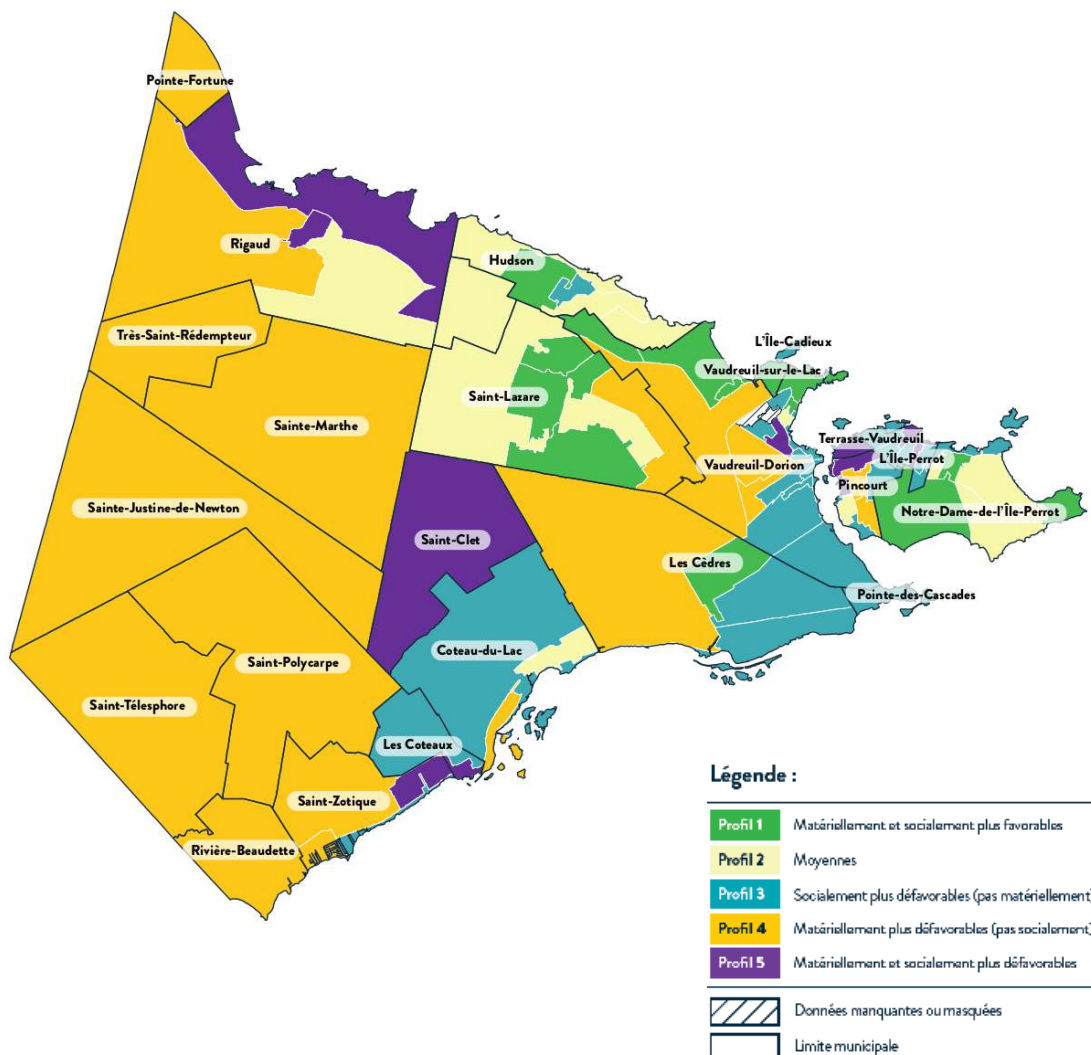 Pointe-Fortune
Rigaud
Hudson
Très-Saint-Rédempteur
L'Île-Cadieux
Vaudreuil-sur-le-Lac
Saint-Lazare
Sainte-Marthe
Terrasse-Vaudreuil
L'Île-Perrot
Vaudreuil-Dorion
Pincourt
Sainte-Justine-de-Newton
Notre-Dame-de-l'Île-Perrot
Saint-Clet
Les Cèdres
Pointe-des-Cascades
Coteau-du-Lac
Saint-Polycarpe
Saint-Télesphore
Les Coteaux
Saint-Zotique
Rivière-Beaudette
Légende :
Profil 1 Matériellement et socialement plus favorables
Profil 2 Moyennes
Profil 3 Socialement plus défavorables (pas matériellement)
Profil 4 Matériellement plus défavorables (pas socialement)
Profil 5 Matériellement et socialement plus défavorables
Données manquantes ou masquées
Limite municipale